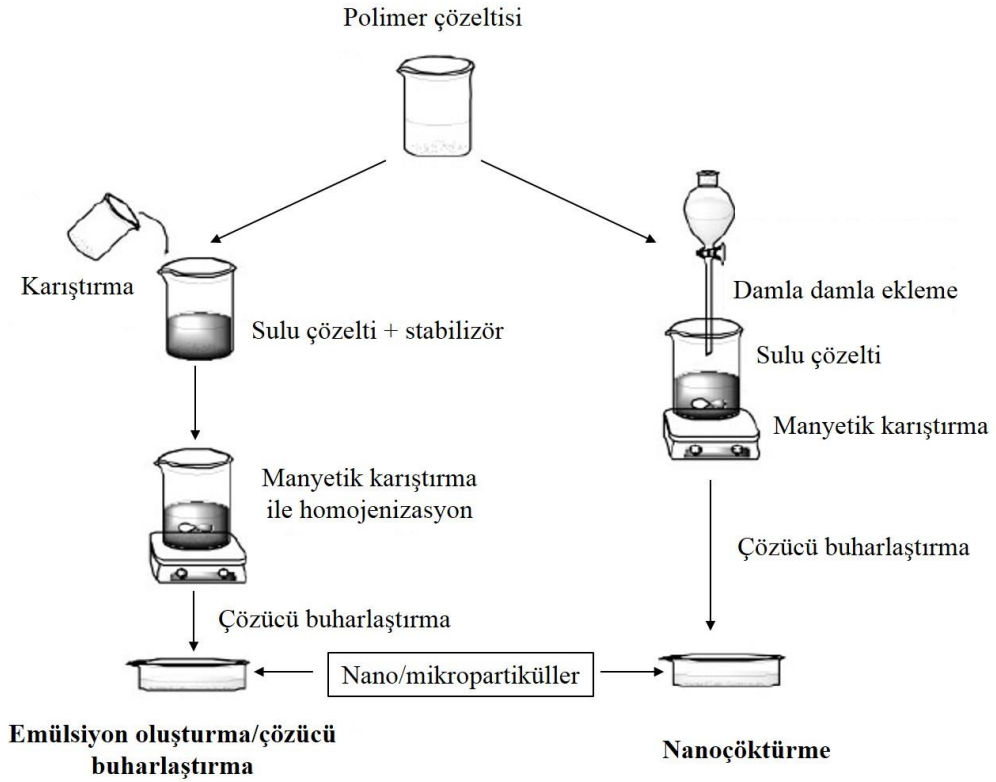 Polimer çözeltisi
Karıştırma
Sulu çözelti + stabilizör
Damla damla ekleme
Sulu çözelti
Manyetik karıştırma
Manyetik karıştırma
ile homojenizasyon
Çözücü buharlaştırma
Çözücü buharlaştırma
Nano/mikropartiküller
Emülsiyon oluşturma/çözücü
buharlaştırma
Nanoçöktürme